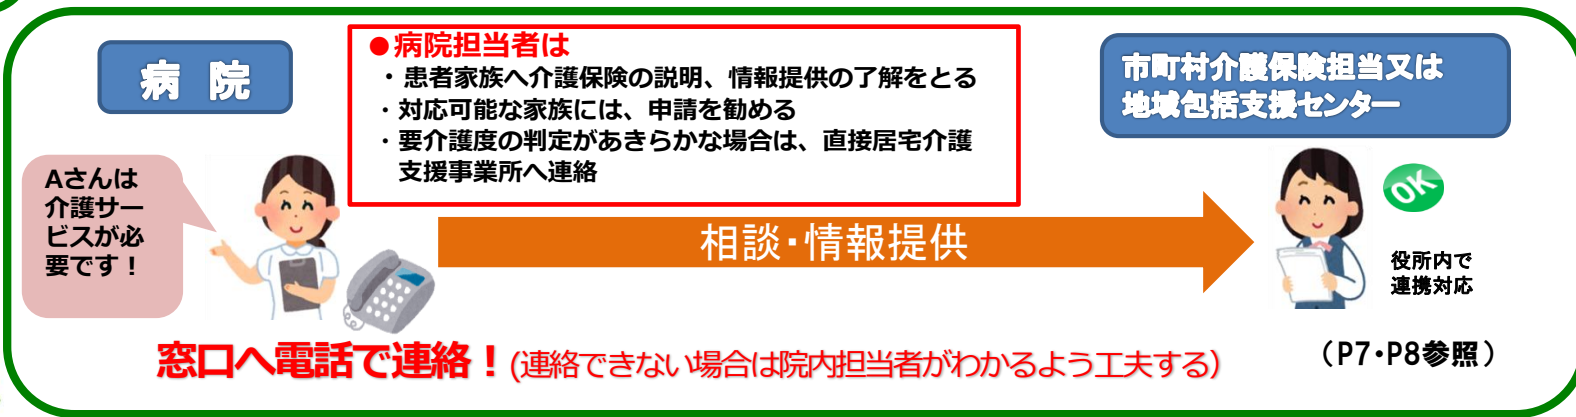 病 院
●病院担当者は
・患者家族へ介護保険の説明、情報提供の了解をとる
・対応可能な家族には、申請を勧める
・要介護度の判定があきらかな場合は、直接居宅介護
支援事業所へ連絡
市町村介護保険担当又は
地域包括支援センター
Aさんは
介護サー
ビスが必
要です！
相談・情報提供
OK
役所内で
連携対応
窓口へ電話で連絡！(連絡できない場合は院内担当者がわかるよう工夫する）
（P7・P8参照）